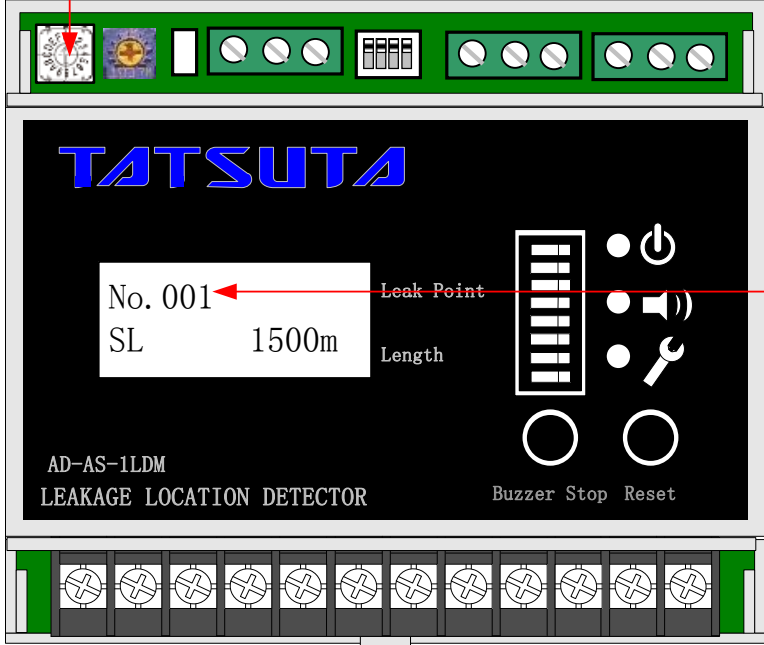 TATSUTA
No.001
Leak Point
SL 1500m
Length
AD-AS-1LDM
LEAKAGE LOCATION DETECTOR
Buzzer Stop Reset